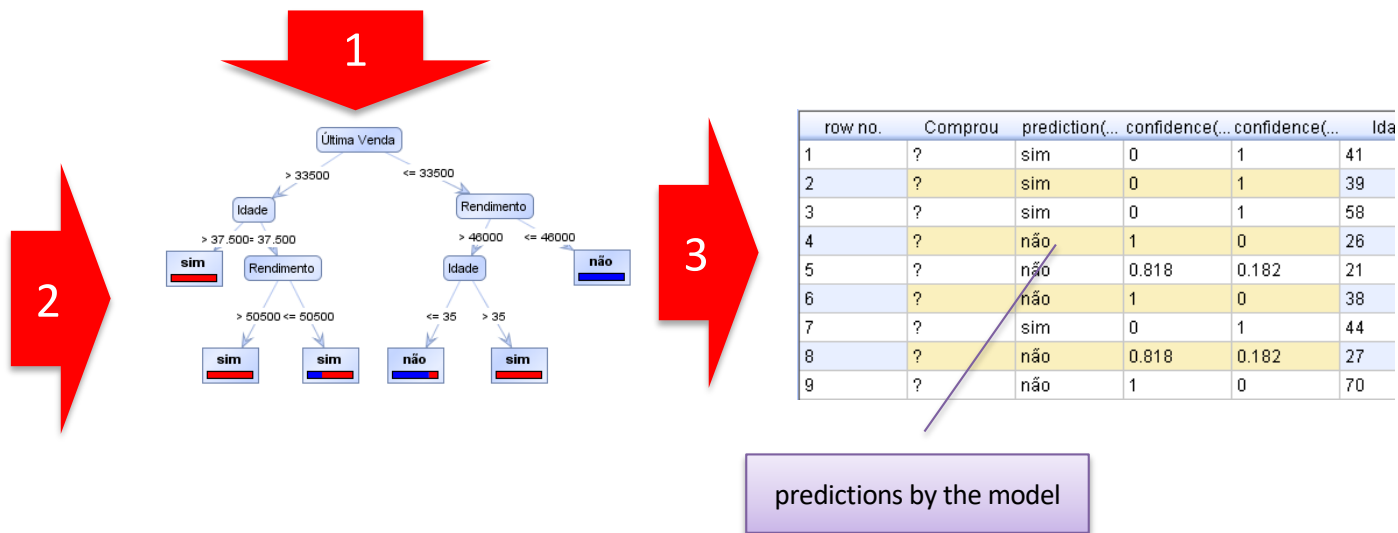 1
Última Venda
> 33500
<= 33500
Idade
Rendimento
> 37.500
= 37.500
> 46000
<= 46000
sim
Rendimento
Idade
não
> 50500
<= 50500
<= 35
> 35
sim
sim
não
sim
2
3
row no. Comprou prediction(... confidence(... confidence(... Ida
1 ? sim 0 1 41
2 ? sim 0 1 39
3 ? sim 0 1 58
4 ? não 1 0 26
5 ? não 0.818 0.182 21
6 ? não 1 0 38
7 ? sim 0 1 44
8 ? não 0.818 0.182 27
9 ? não 1 0 70
predictions by the model